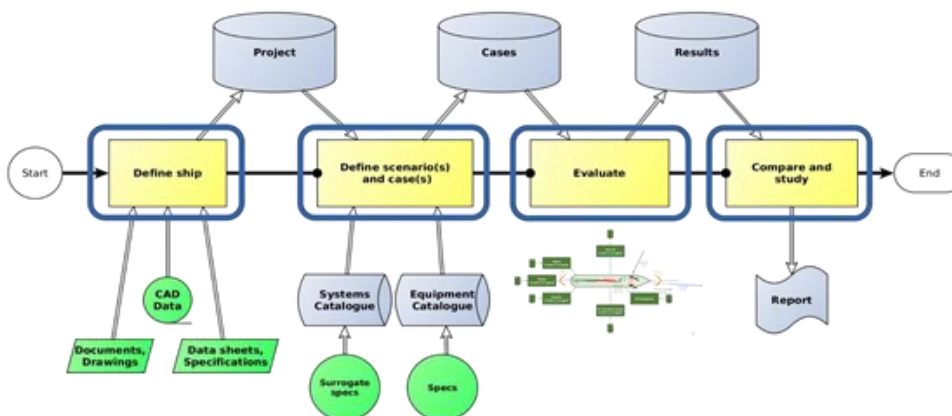 Project
Cases
Results
Start
Define ship
Define scenario(s)
and case(s)
Evaluate
Compare and
study
End
CAD
Data
Systems
Catalogue
Equipment
Catalogue
Report
Documents,
Drawings
Data sheets,
Specifications
Surrogate
specs
Specs